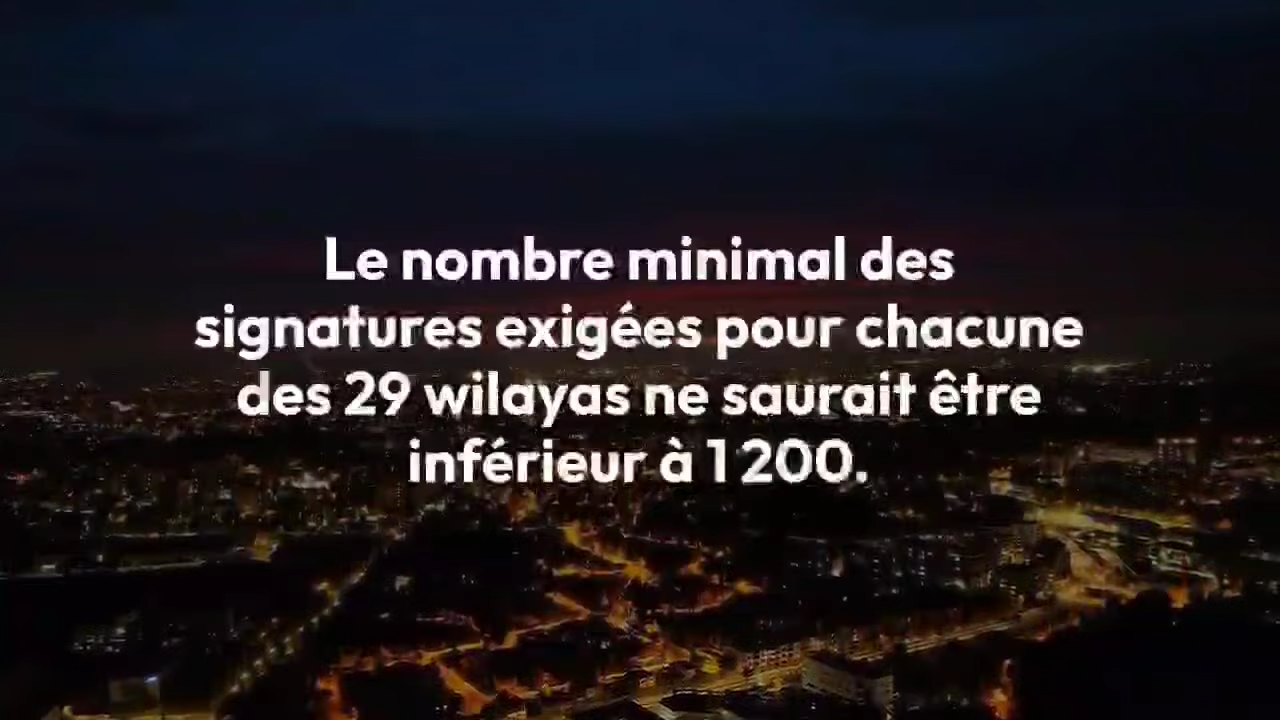 Le nombre minimal des
signatures exigées pour chacune
des 29 wilayas ne saurait être
inférieur à 1 200.